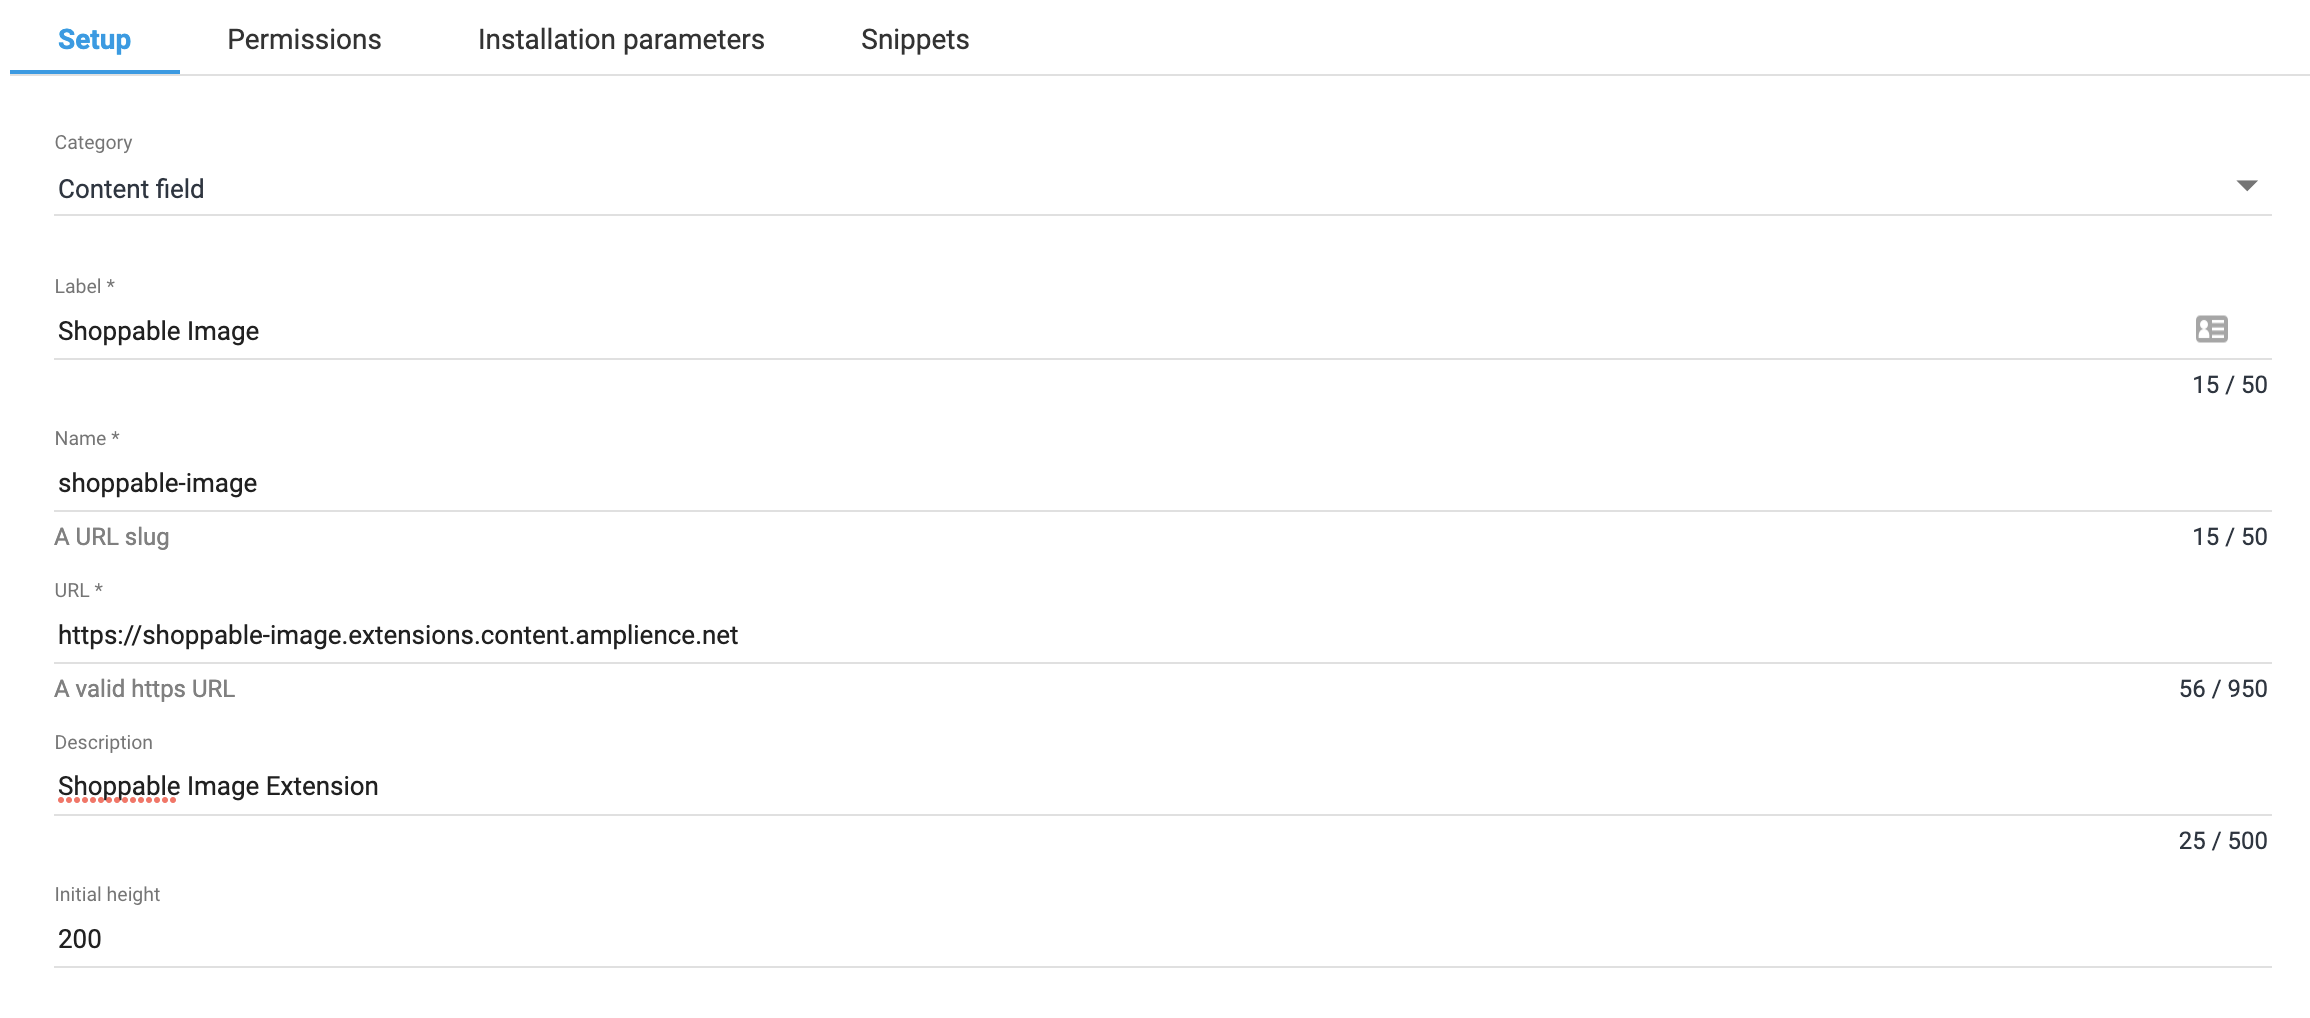 Setup Permissions Installation parameters Snippets
Category
Content field
Label *
Shoppable Image
15 / 50
Name *
shoppable-image
A URL slug 15 / 50
URL *
https://shoppable-image.extensions.content.amplience.net
A valid https URL 56 / 950
Description
Shoppable Image Extension
25 / 500
Initial height
200